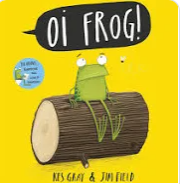 OI FROG!
KES GRAY & JIM FIELD